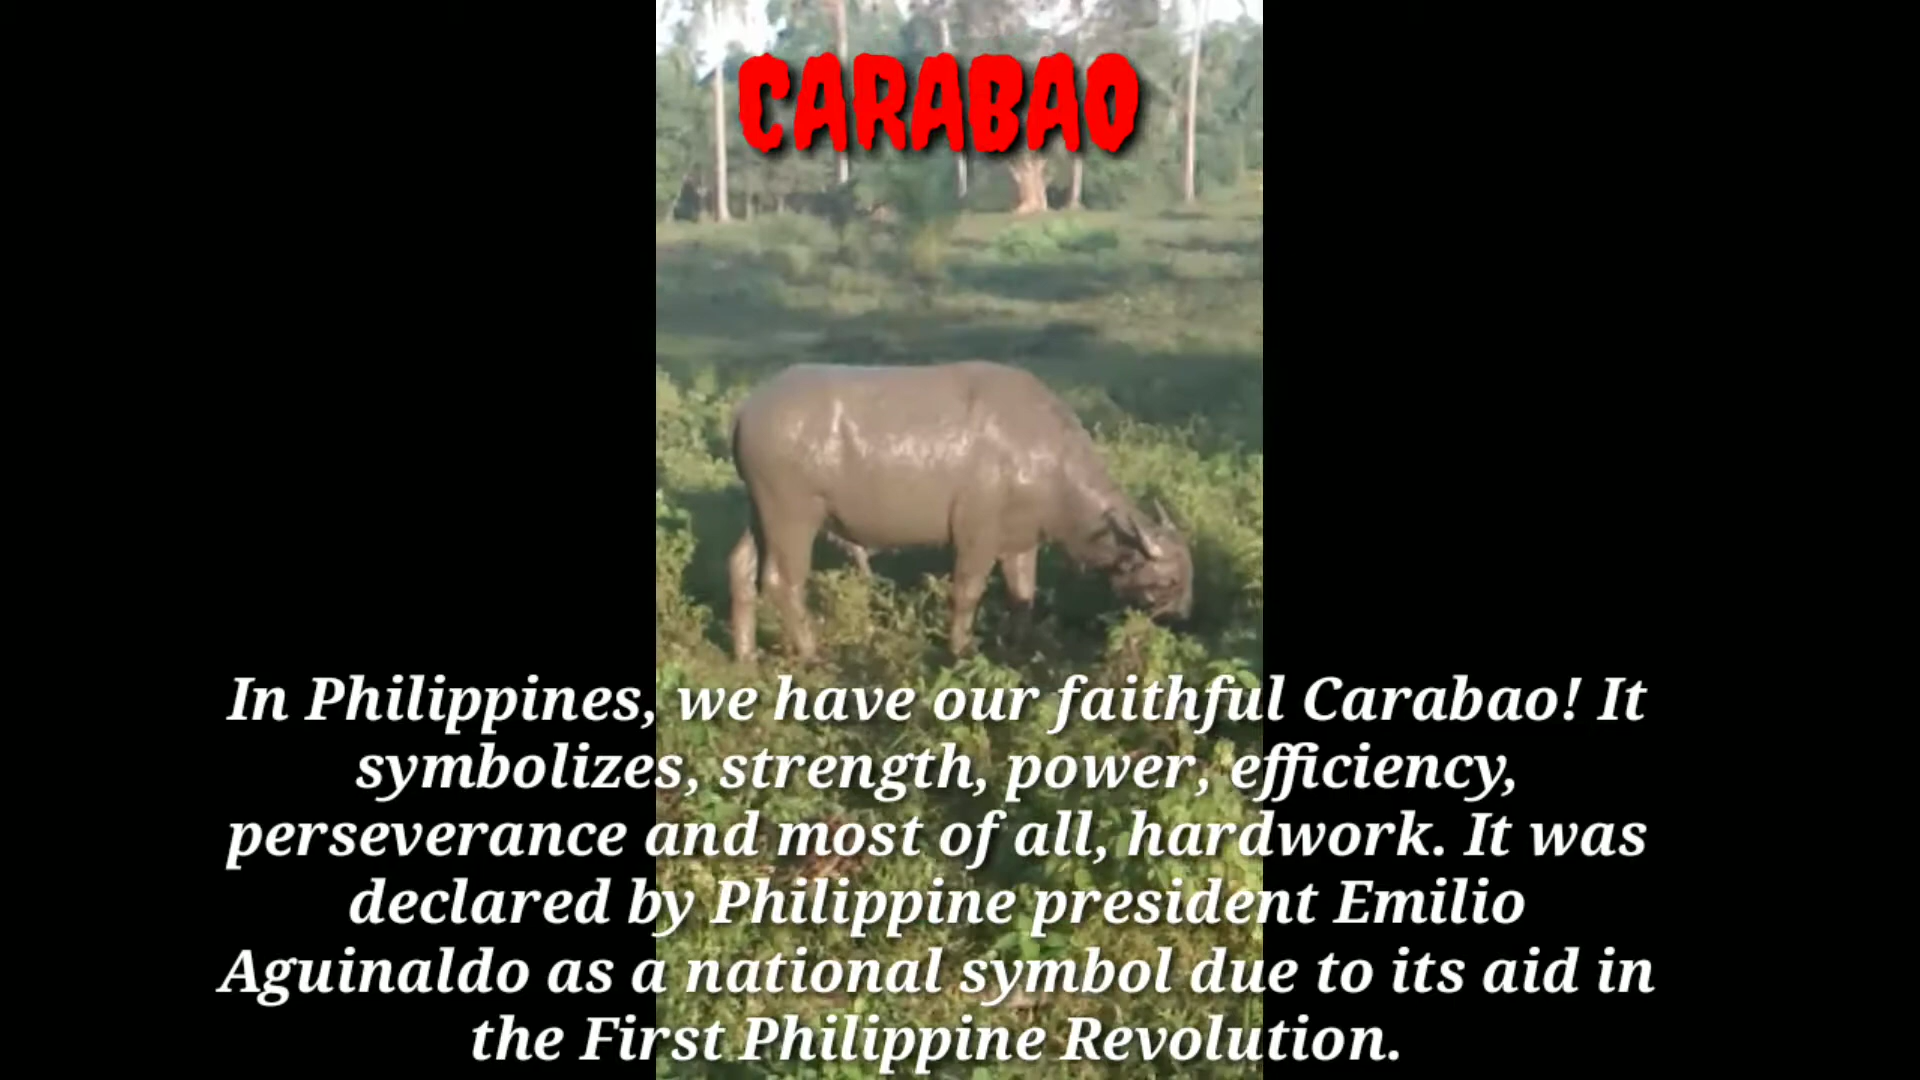 CARABAO
In Philippines, we have our faithful Carabao! It
symbolizes, strength, power, efficiency,
perseverance and most of all, hardwork. It was
declared by Philippine president Emilio
Aguinaldo as a national symbol due to its aid in
the First Philippine Revolution.